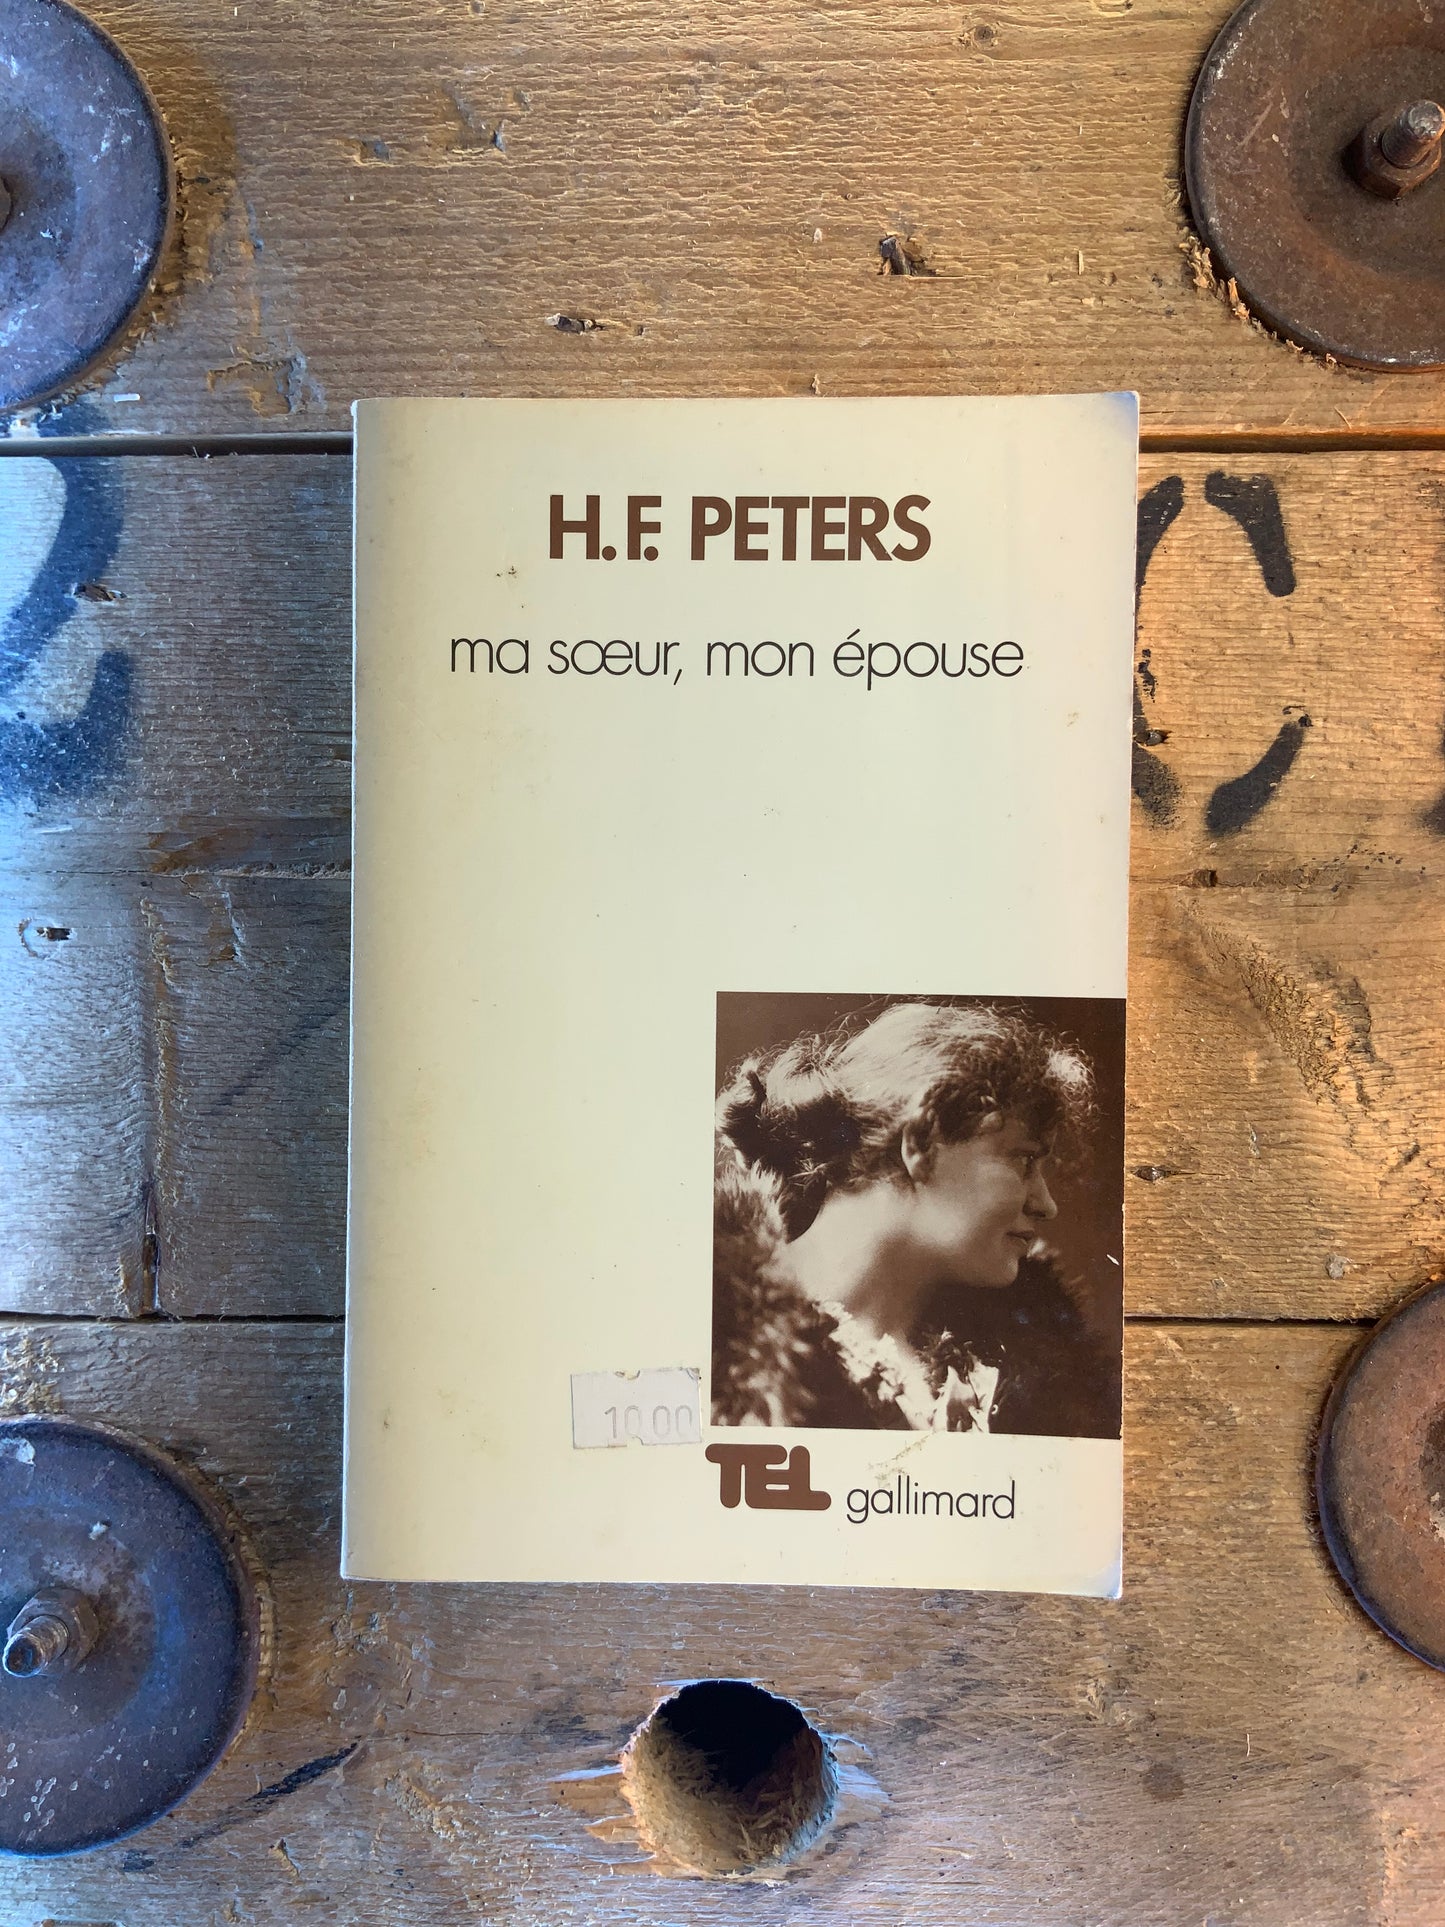 H.F. PETERS
ma sœur, mon épouse
10.00
TEL gallimard